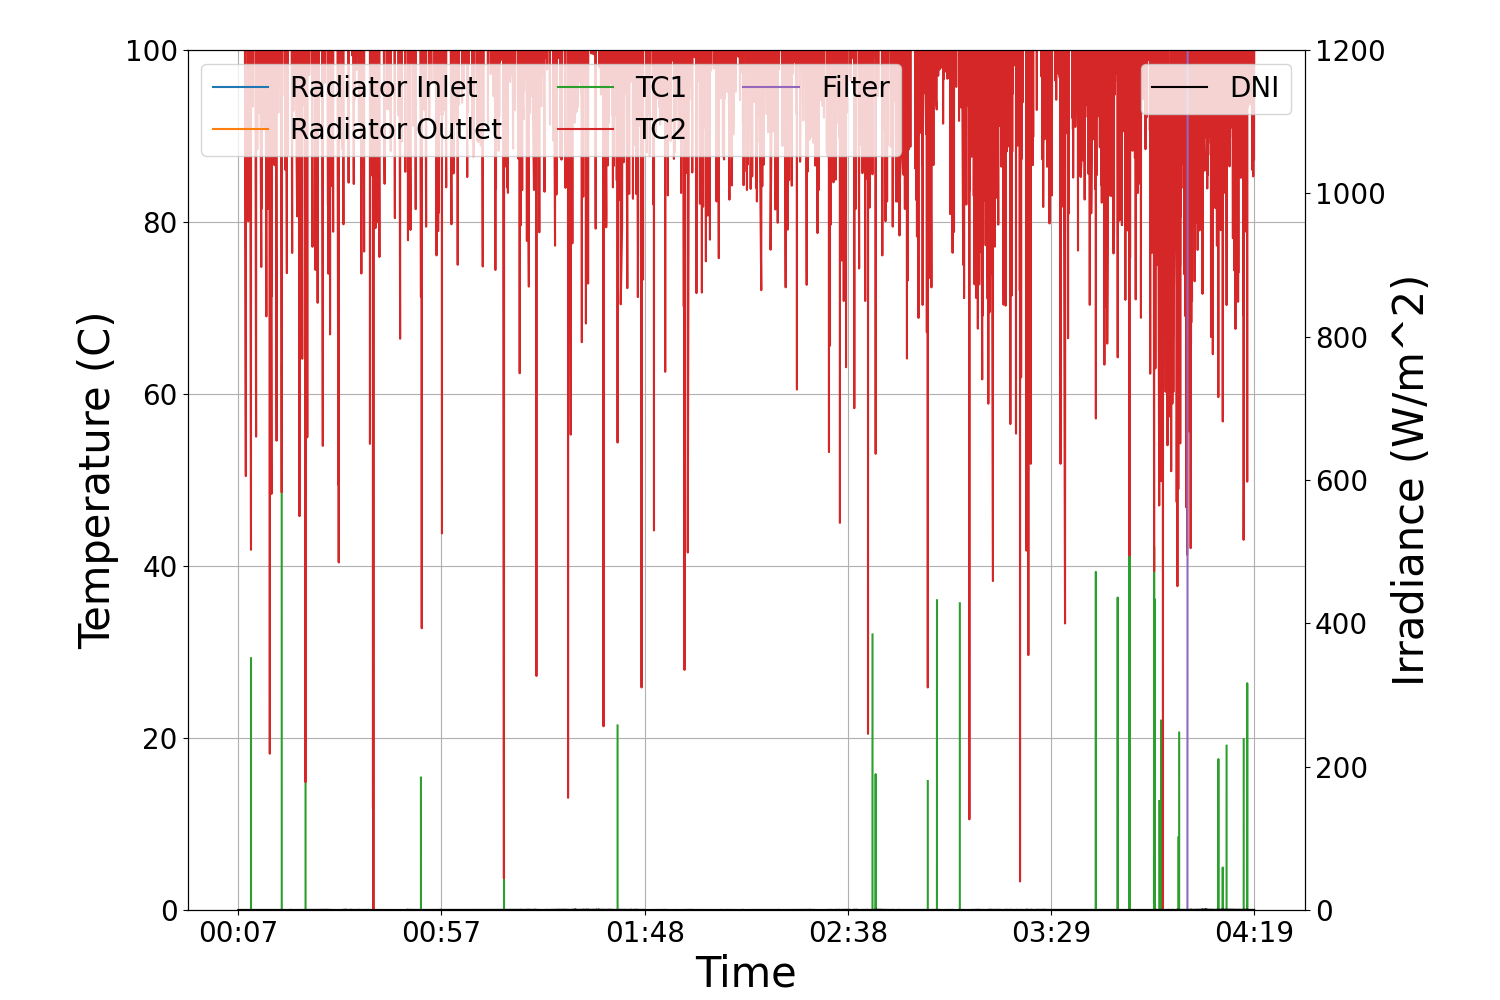 100
80
60
40
20
0
Temperature (C)
Radiator Inlet
Radiator Outlet
TC1
TC2
Filter
DNI
1200
1000
800
600
400
200
0
Irradiance (W/m^2)
00:07
00:57
01:48
02:38
03:29
04:19
Time